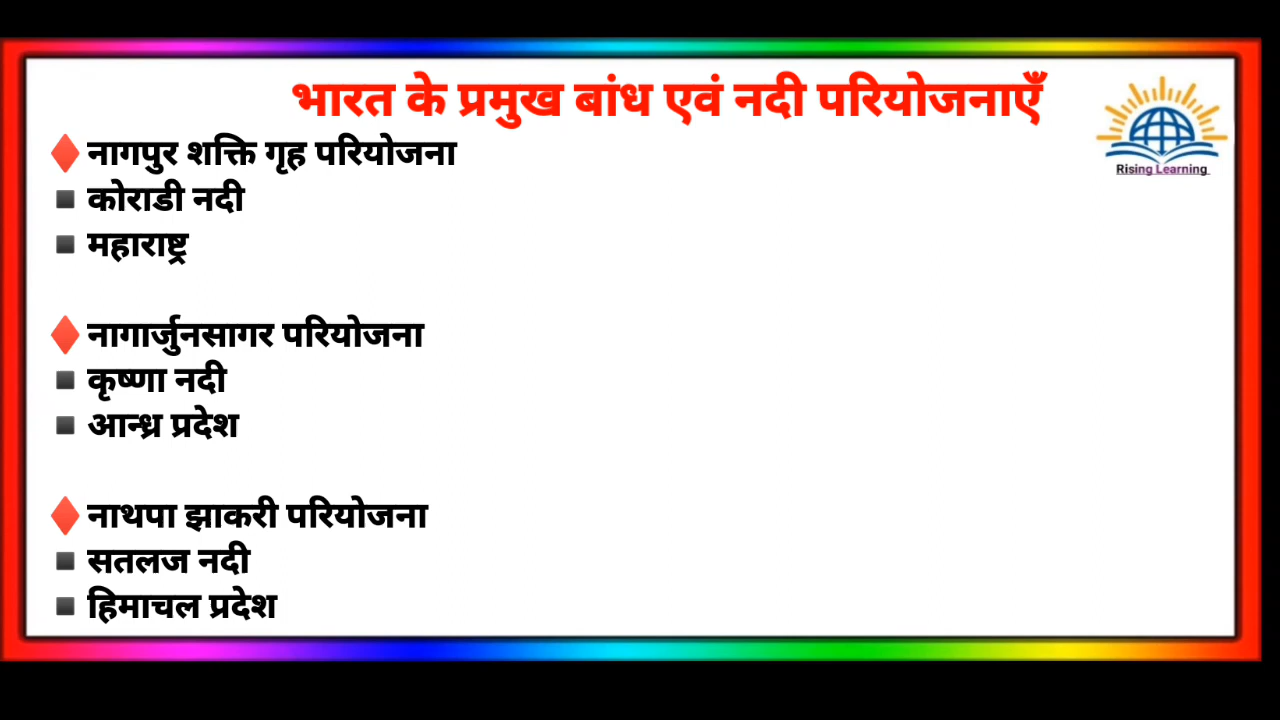 भारत के प्रमुख बांध एवं नदी परियोजनाएँ
Rising Learning
नागपुर शक्ति गृह परियोजना
कोराडी नदी
महाराष्ट्र
नागार्जुनसागर परियोजना
कृष्णा नदी
आन्ध्र प्रदेश
नाथपा झाकरी परियोजना
सतलज नदी
हिमाचल प्रदेश